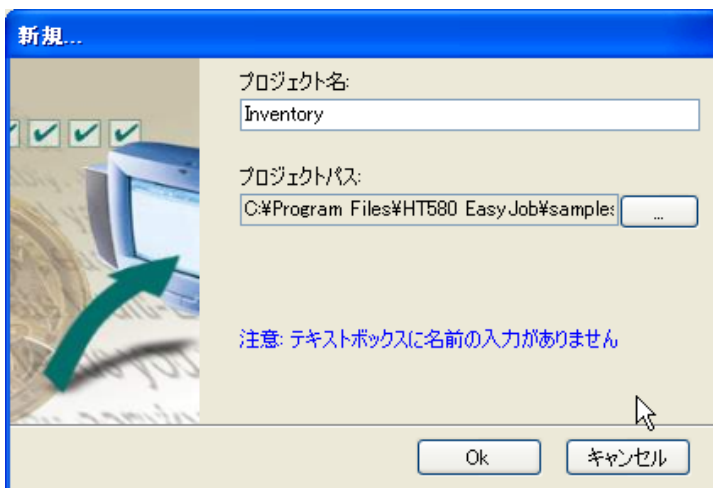 新規...
プロジェクト名:
Inventory
プロジェクトパス:
C:¥Program Files¥HT580 EasyJob¥samples
...
注意: テキストボックスに名前の入力がありません
Ok
キャンセル